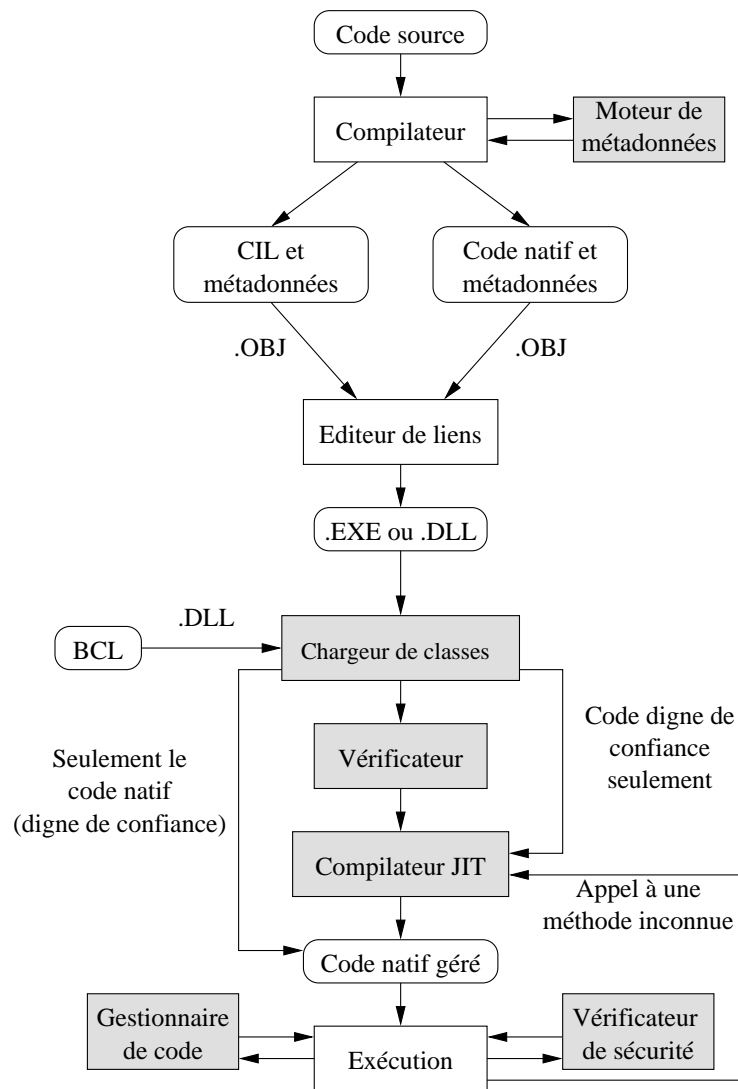 Code source
Compilateur
Moteur de
métadonnées
CIL et
métadonnées
Code natif et
métadonnées
.OBJ
.OBJ
Editeur de liens
.EXE ou .DLL
.DLL
BCL
Chargeur de classes
Code digne de
confiance
seulement
Seulement le
code natif
(digne de confiance)
Vérificateur
Compilateur JIT
Appel à une
méthode inconnue
Code natif géré
Gestionnaire
de code
Exécution
Vérificateur
de sécurité